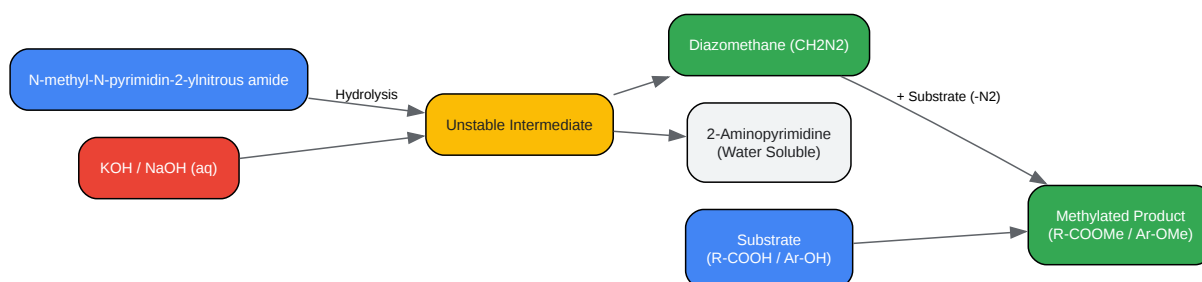 Diazomethane (CH2N2)
N-methyl-N-pyrimidin-2-ylnitrous amide
Hydrolysis
+ Substrate (-N2)
Unstable Intermediate
2-Aminopyrimidine
(Water Soluble)
KOH / NaOH (aq)
Methylated Product
(R-COOMe / Ar-OMe)
Substrate
(R-COOH / Ar-OH)